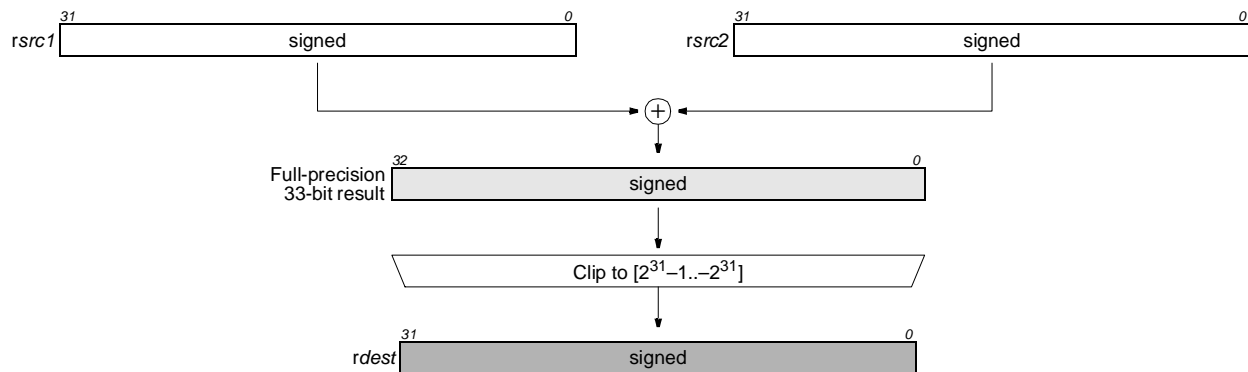 31 0 31 0
rsrc1 signed rsrc2 signed
+
32 0
Full-precision
33-bit result
signed
Clip to [2³¹–1..–2³¹]
31 0
rdest signed